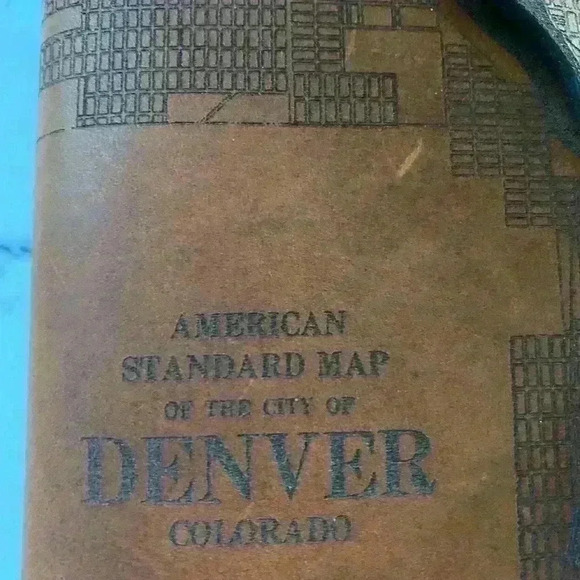 AMERICAN
STANDARD MAP
OF THE CITY OF
DENVER
COLORADO